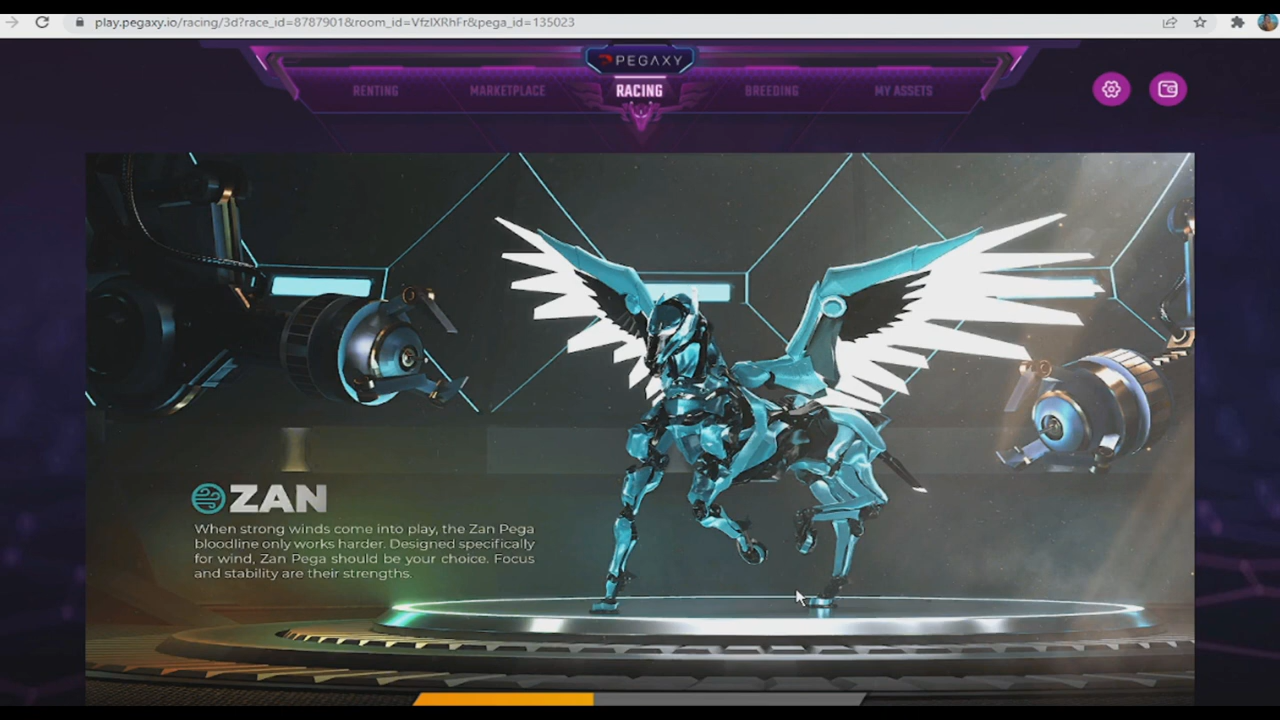 play.pegaxy.io/racing/3d?race_id=8787901&room_id=VfzlXRhFr&pega_id=135023
PEGAXY
RENTING MARKETPLACE RACING BREEDING MY ASSETS
ZAN
When strong winds come into play, the Zan Pega
bloodline only works harder. Designed specifically
for wind, Zan Pega should be your choice. Focus
and stability are their strengths.